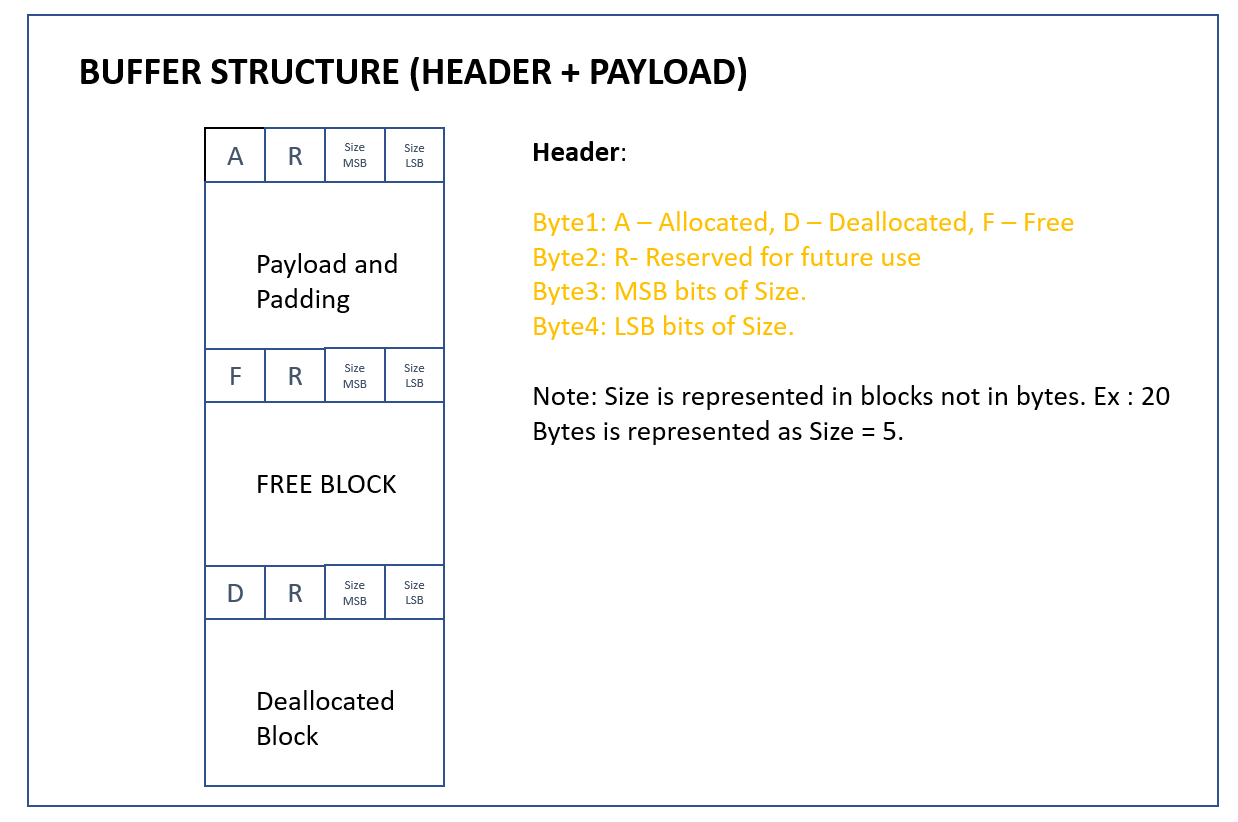 BUFFER STRUCTURE (HEADER + PAYLOAD)
A
R
Size
MSB
Size
LSB
Payload and
Padding
F
R
Size
MSB
Size
LSB
FREE BLOCK
D
R
Size
MSB
Size
LSB
Deallocated
Block
Header:
Byte1: A – Allocated, D – Deallocated, F – Free
Byte2: R- Reserved for future use
Byte3: MSB bits of Size.
Byte4: LSB bits of Size.
Note: Size is represented in blocks not in bytes. Ex : 20
Bytes is represented as Size = 5.